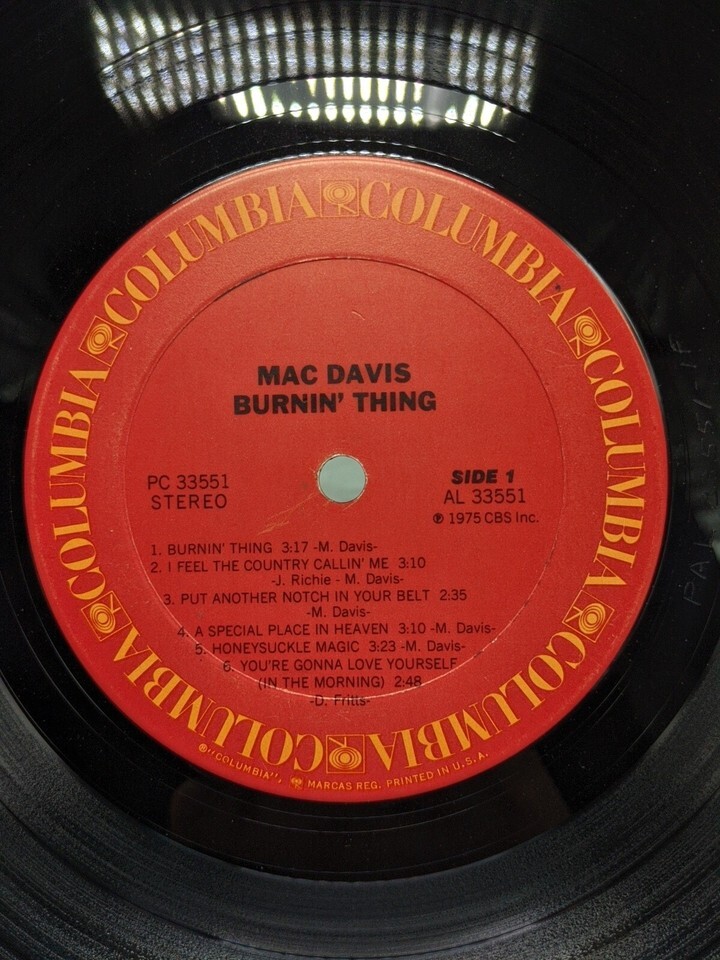 COLUMBIA COLUMBIA COLUMBIA COLUMBIA COLUMBIA COLUMBIA
MAC DAVIS
BURNIN' THING
PC 33551
STEREO
SIDE 1
AL 33551
℗ 1975 CBS Inc.
1. BURNIN' THING 3:17 -M. Davis-
2. I FEEL THE COUNTRY CALLIN' ME 3:10
-J. Richie - M. Davis-
3. PUT ANOTHER NOTCH IN YOUR BELT 2:35
-M. Davis-
4. A SPECIAL PLACE IN HEAVEN 3:10 -M. Davis-
5. HONEYSUCKLE MAGIC 3:23 -M. Davis-
6. YOU'RE GONNA LOVE YOURSELF
(IN THE MORNING) 2:48
-D. Fritts-
®"COLUMBIA", MARCAS REG. PRINTED IN U.S.A.